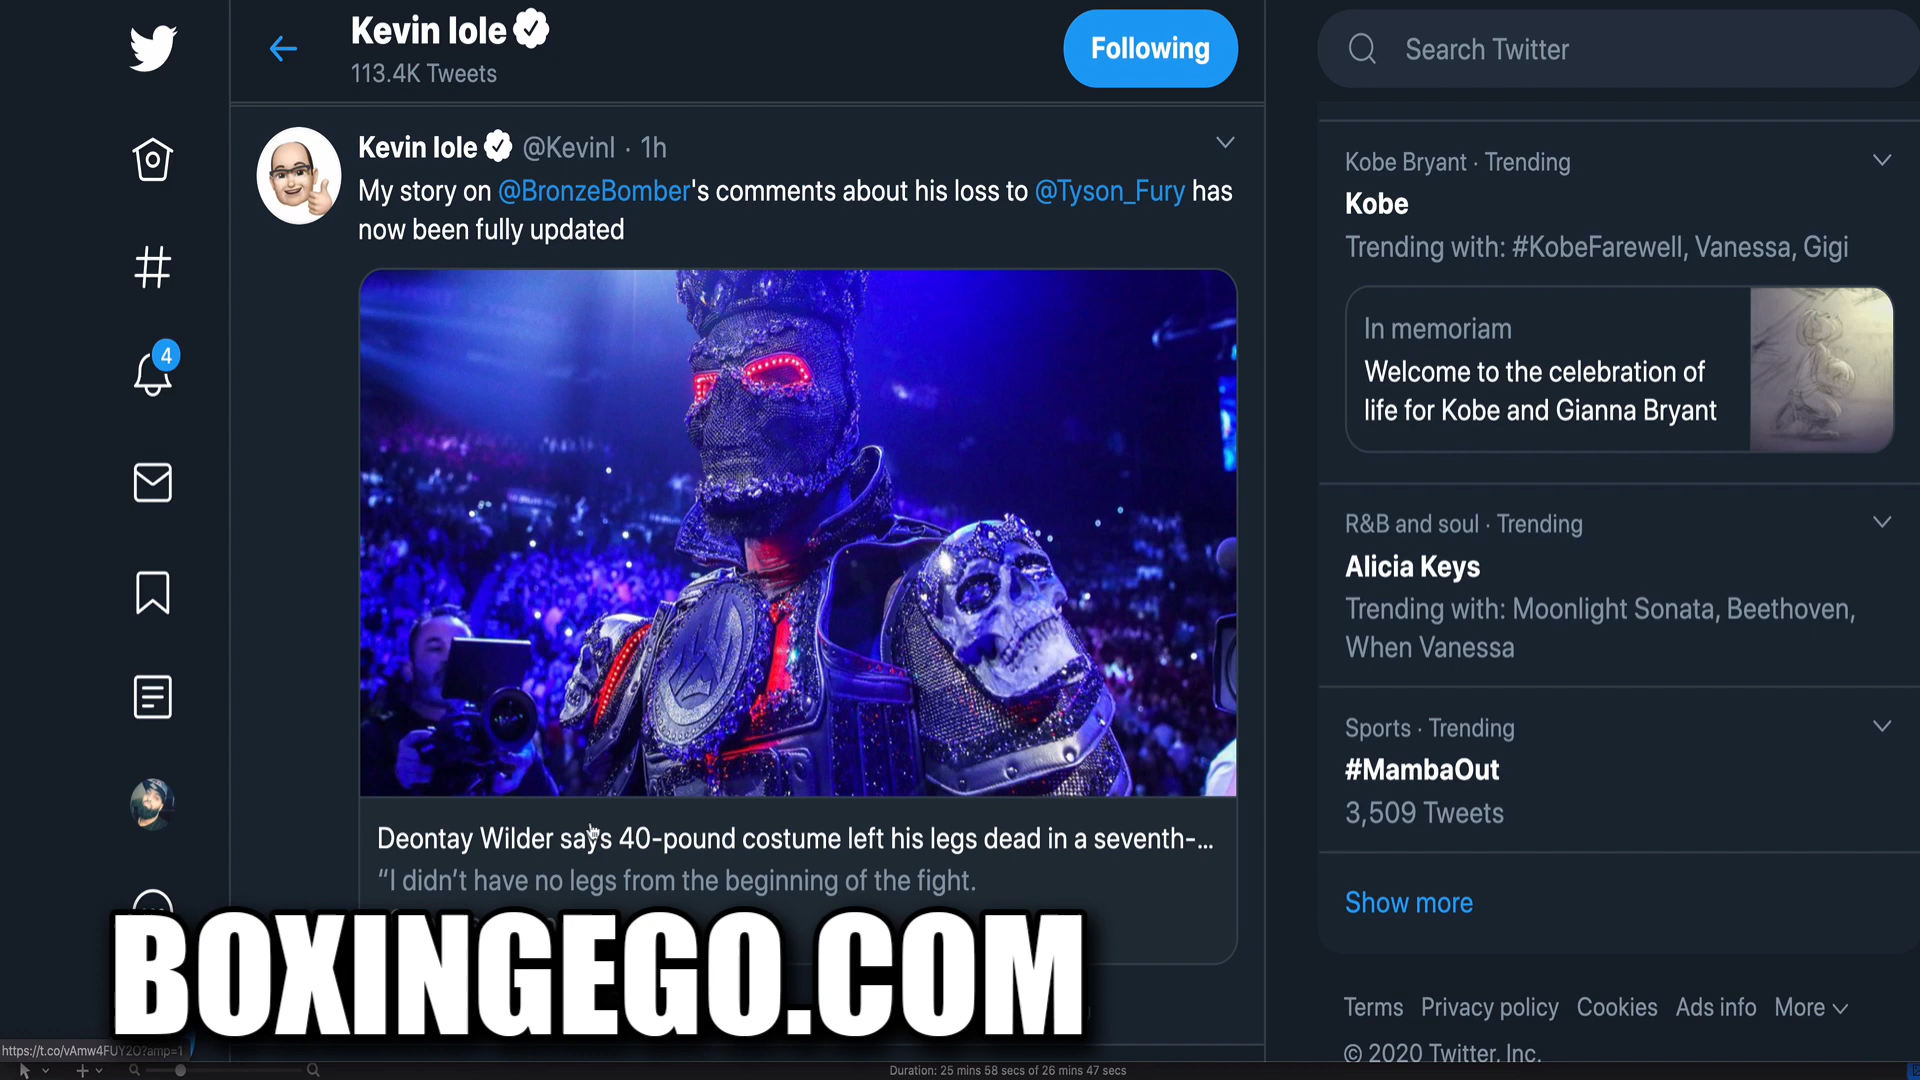 Kevin Iole
113.4K Tweets
Following
Search Twitter
Kevin Iole @KevinI · 1h
My story on @BronzeBomber's comments about his loss to @Tyson_Fury has
now been fully updated
Deontay Wilder says 40-pound costume left his legs dead in a seventh-...
“I didn’t have no legs from the beginning of the fight.
4
Kobe Bryant · Trending
Kobe
Trending with: #KobeFarewell, Vanessa, Gigi
In memoriam
Welcome to the celebration of
life for Kobe and Gianna Bryant
R&B and soul · Trending
Alicia Keys
Trending with: Moonlight Sonata, Beethoven,
When Vanessa
Sports · Trending
#MambaOut
3,509 Tweets
Show more
Terms Privacy policy Cookies Ads info More
© 2020 Twitter, Inc.
BOXINGEGO.COM
https://t.co/vAmw4FUY2O?amp=1
Duration: 25 mins 58 secs of 26 mins 47 secs